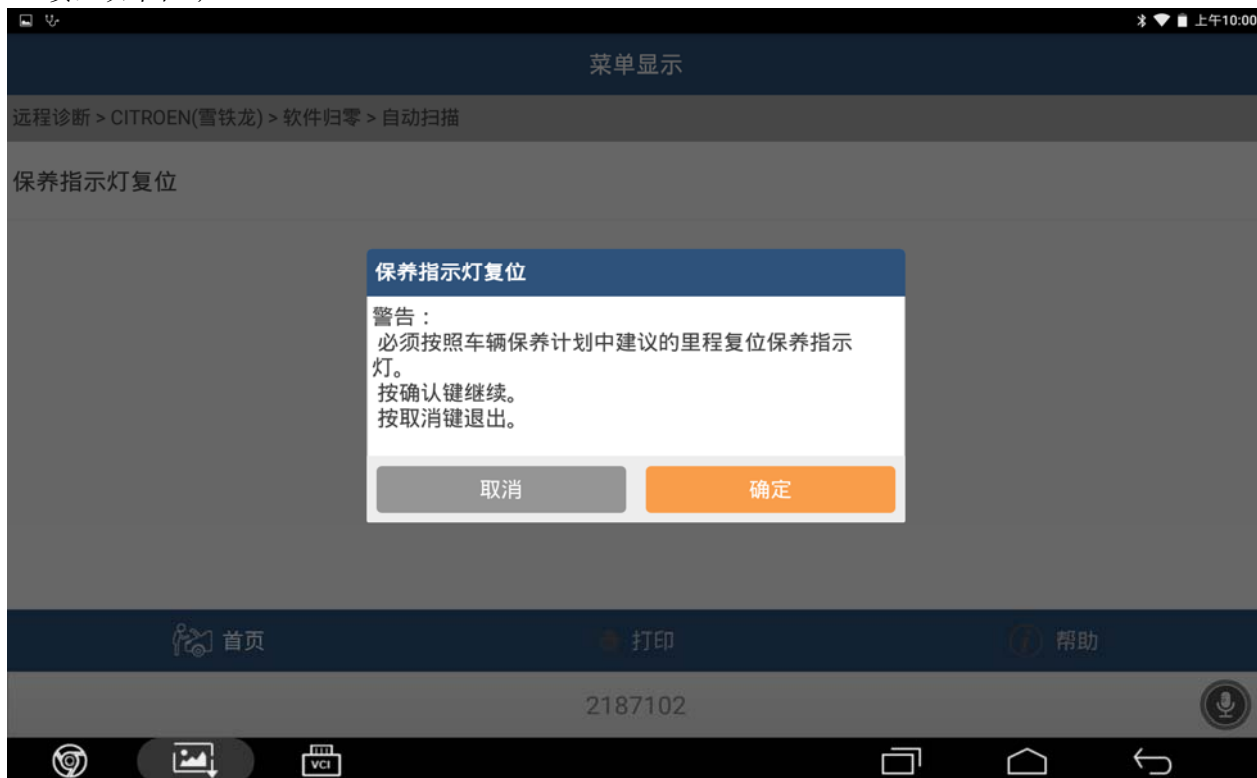 上午10:00
菜单显示
远程诊断 > CITROEN(雪铁龙) > 软件归零 > 自动扫描
保养指示灯复位
保养指示灯复位
警告：
必须按照车辆保养计划中建议的里程复位保养指示
灯。
按确认键继续。
按取消键退出。
取消
确定
首页
打印
帮助
2187102
VCI